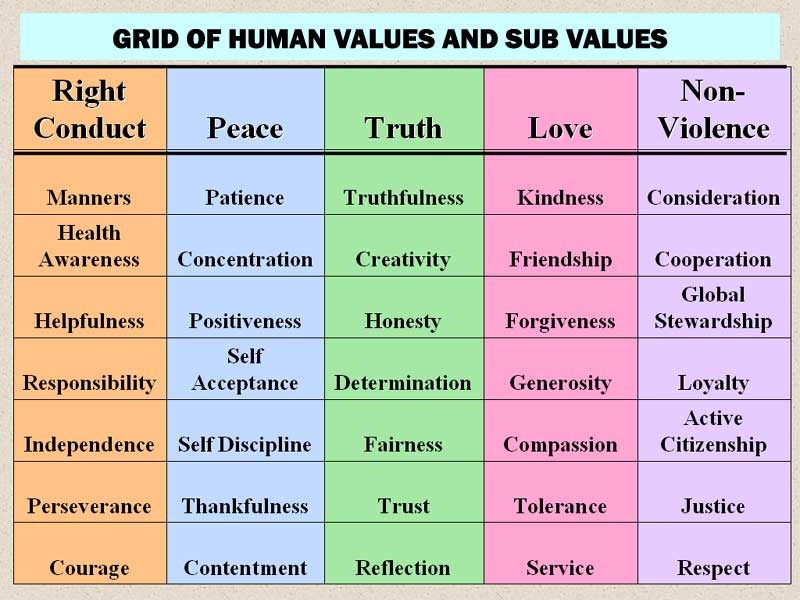 GRID OF HUMAN VALUES AND SUB VALUES
Right
Conduct
Peace
Truth
Love
Non-
Violence
Manners
Patience
Truthfulness
Kindness
Consideration
Health
Awareness
Concentration
Creativity
Friendship
Cooperation
Helpfulness
Positiveness
Honesty
Forgiveness
Global
Stewardship
Responsibility
Self
Acceptance
Determination
Generosity
Loyalty
Independence
Self Discipline
Fairness
Compassion
Active
Citizenship
Perseverance
Thankfulness
Trust
Tolerance
Justice
Courage
Contentment
Reflection
Service
Respect